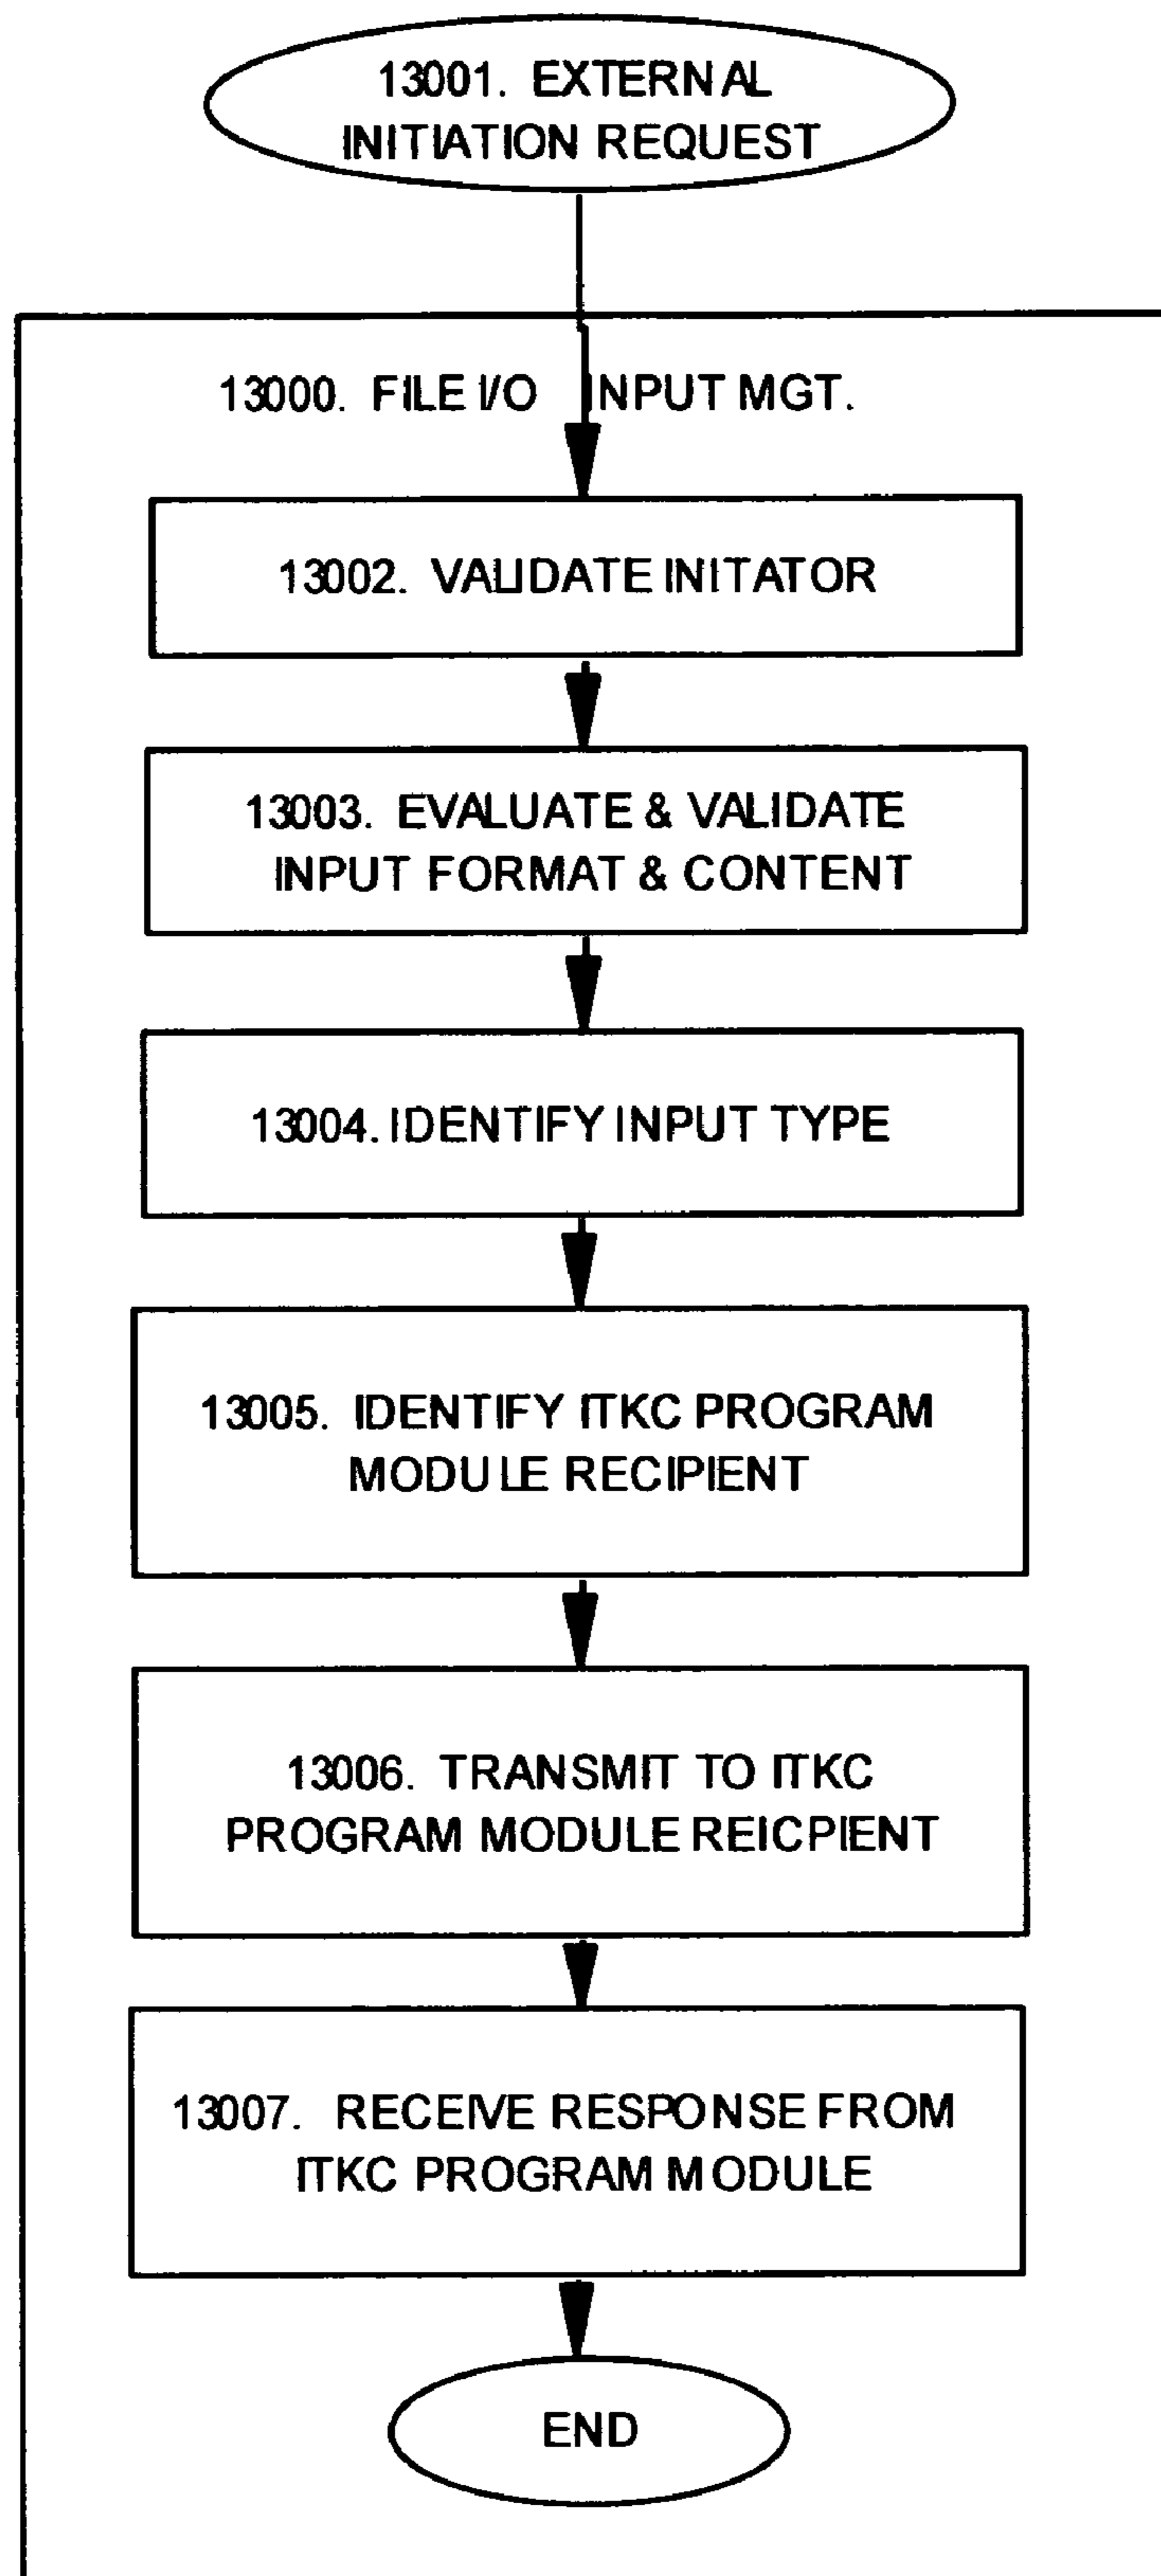 13001. EXTERNAL
INITIATION REQUEST
13000. FILE I/O INPUT MGT.
13002. VALIDATE INITATOR
13003. EVALUATE & VALIDATE
INPUT FORMAT & CONTENT
13004. IDENTIFY INPUT TYPE
13005. IDENTIFY ITKC PROGRAM
MODULE RECIPIENT
13006. TRANSMIT TO ITKC
PROGRAM MODULE REICPIENT
13007. RECEIVE RESPONSE FROM
ITKC PROGRAM MODULE
END